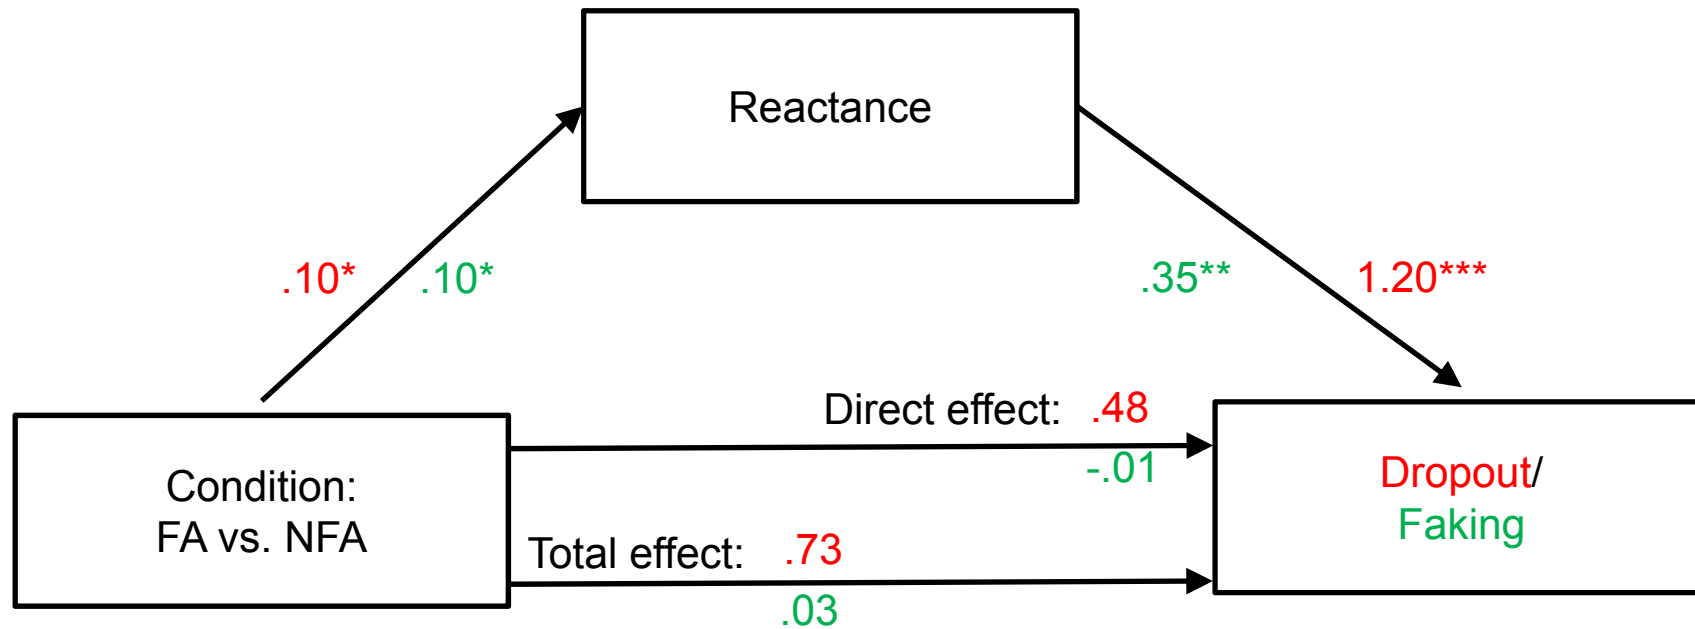 Reactance
.10* .10*
.35** 1.20***
Direct effect: .48
-.01
Condition:
FA vs. NFA
Dropout/
Faking
Total effect: .73
.03